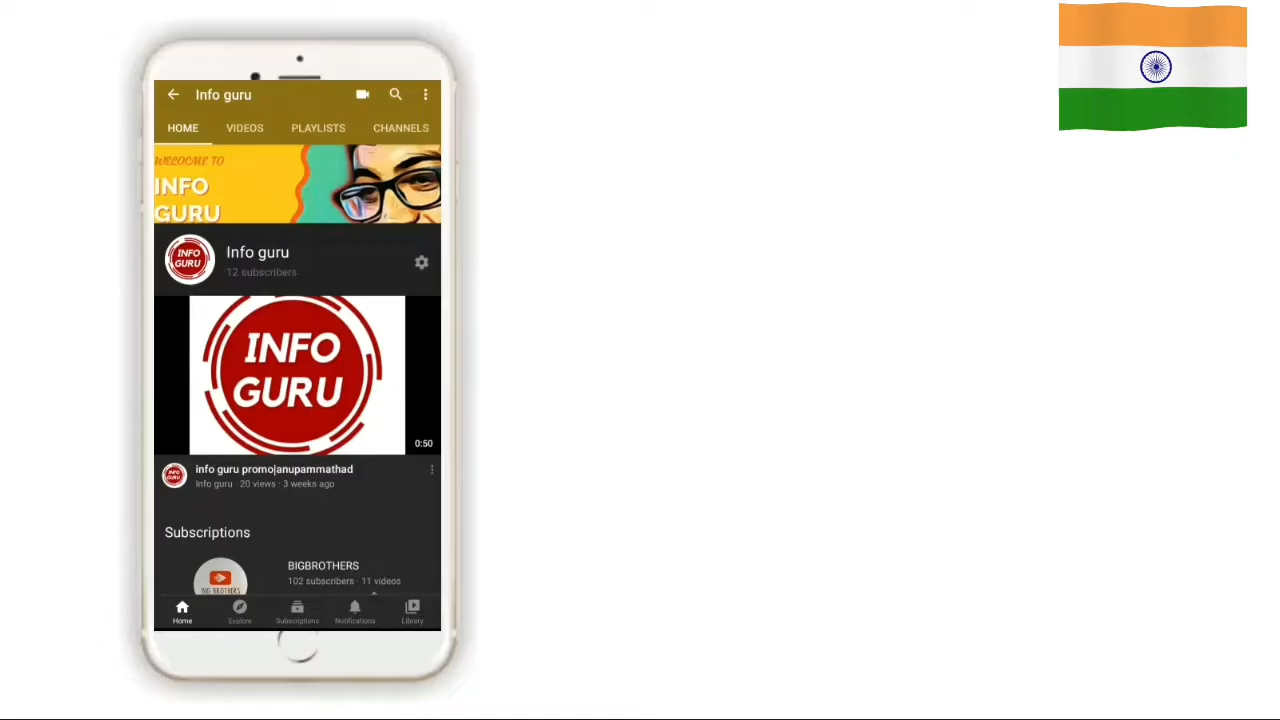 Info guru
HOME VIDEOS PLAYLISTS CHANNELS
WELCOME TO
INFO
GURU
INFO
GURU
Info guru
12 subscribers
INFO
GURU
0:50
INFO
GURU
info guru promo|anupammathad
Info guru · 20 views · 3 weeks ago
Subscriptions
BIGBROTHERS
102 subscribers · 11 videos
BIG BROTHERS
Home Explore Subscriptions Notifications Library